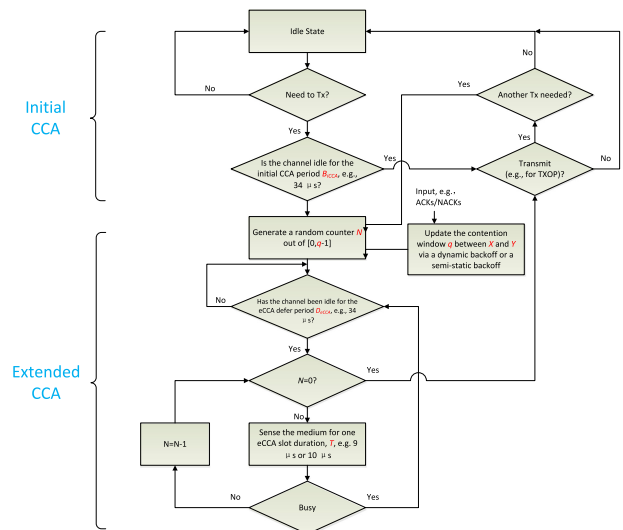 Idle State
No
No
Need to Tx?
Yes
Another Tx needed?
Initial
CCA
Yes
Yes
Is the channel idle for the
initial CCA period BiCCA, e.g.,
34 μs?
Yes
Transmit
(e.g., for TXOP)?
No
Input, e.g.,
ACKs/NACKs
Generate a random counter N
out of [0,q-1]
Update the contention
window q between X and Y
via a dynamic backoff or a
semi-static backoff
No
Has the channel been idle for the
eCCA defer period DeCCA, e.g., 34
μs?
Yes
Extended
CCA
N=0?
Yes
No
N=N-1
Sense the medium for one
eCCA slot duration, T, e.g. 9
μs or 10 μs
No
Busy
Yes